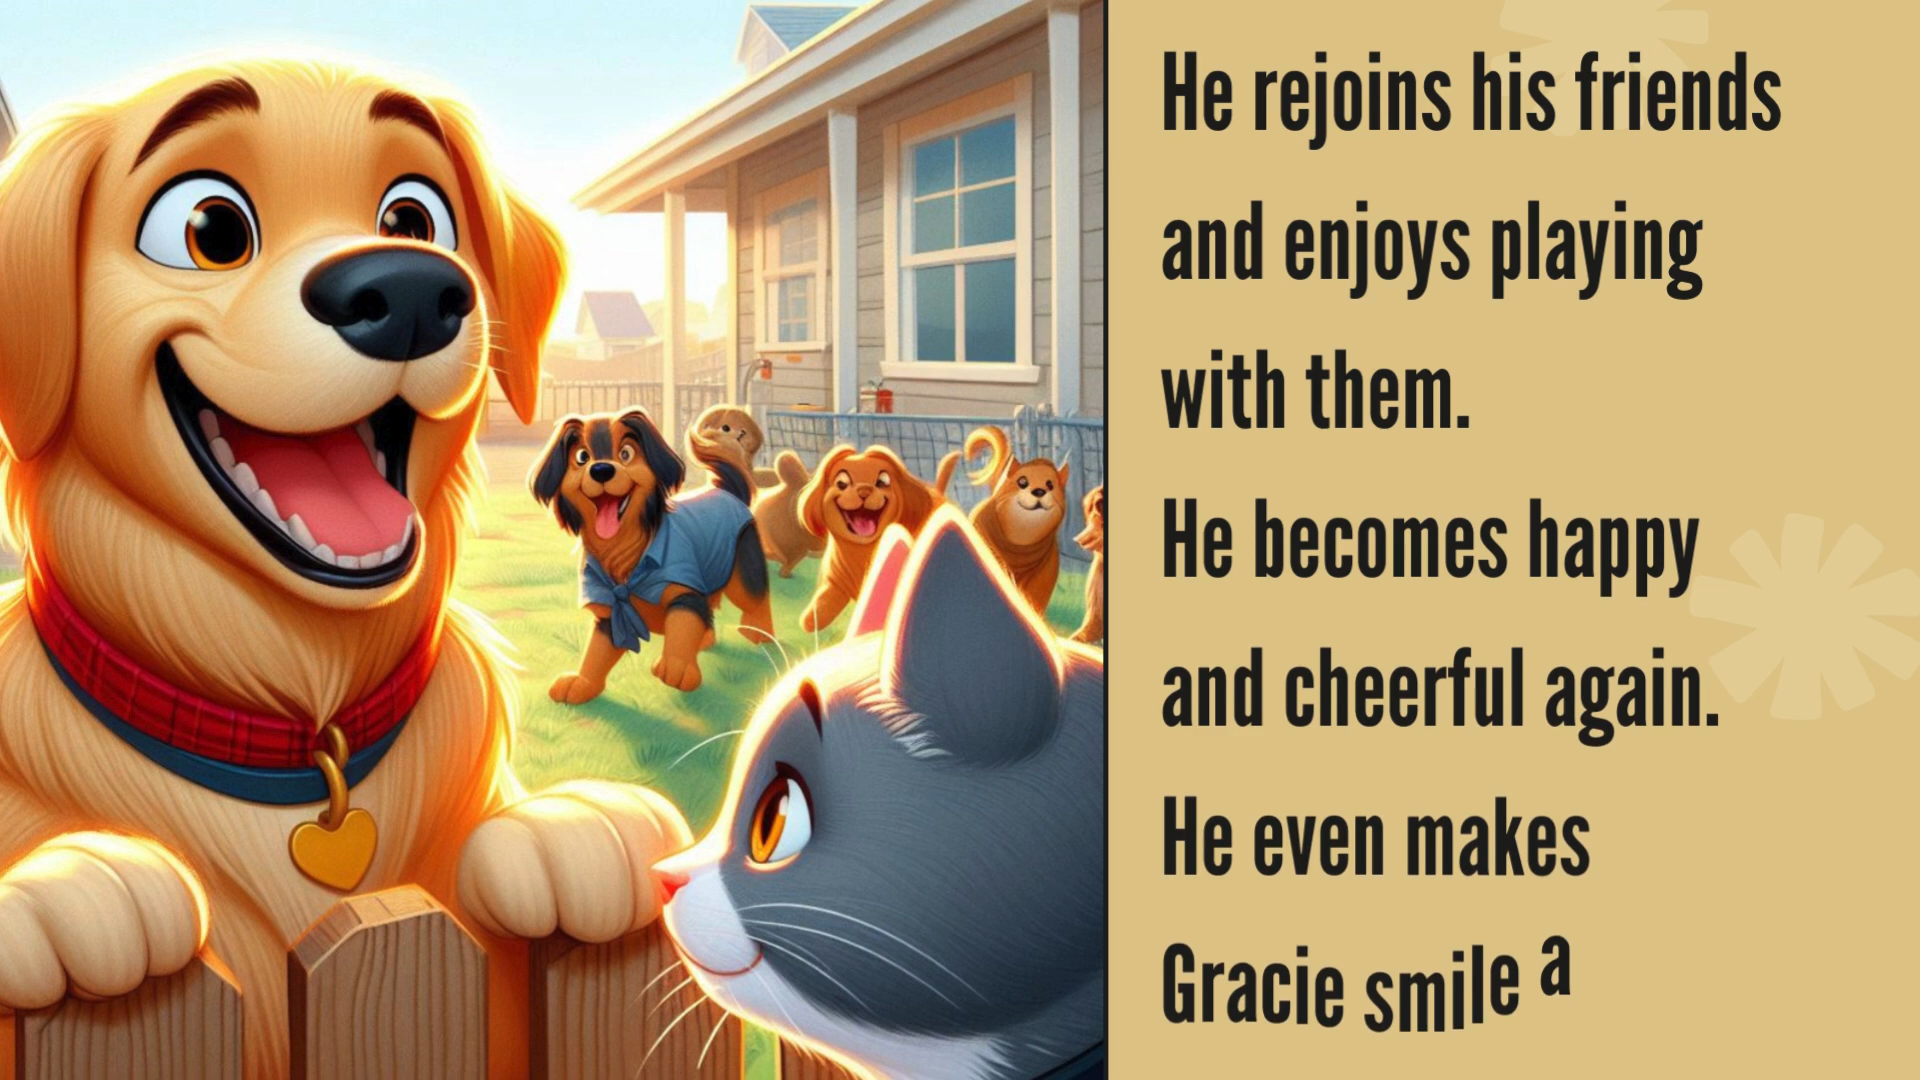 He rejoins his friends
and enjoys playing
with them.
He becomes happy
and cheerful again.
He even makes
Gracie smile a